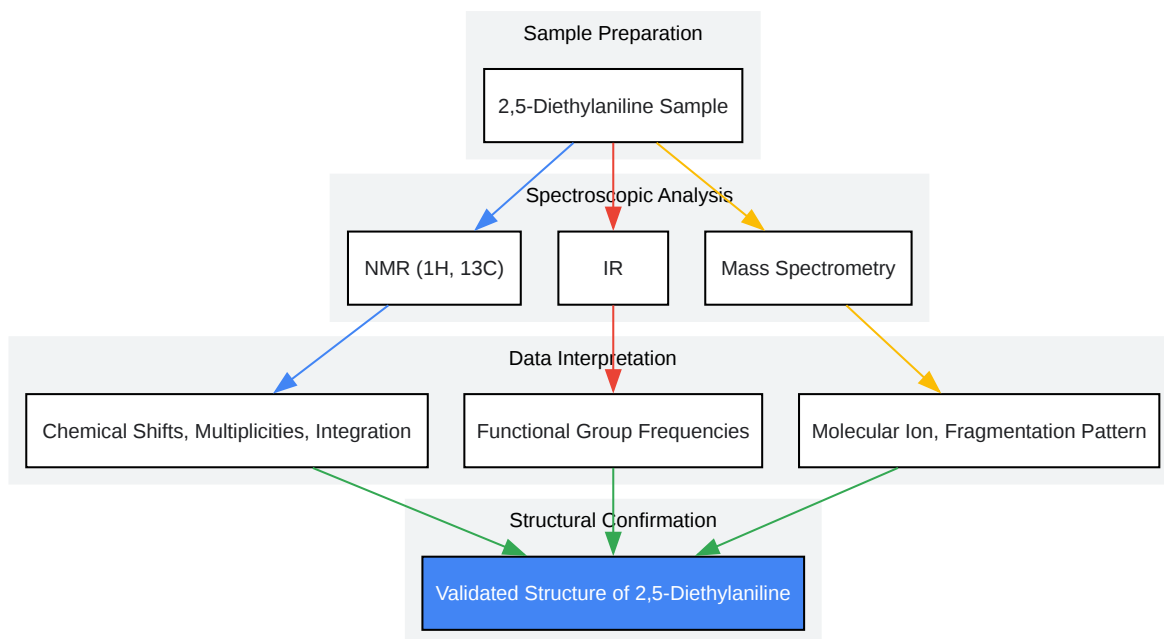 Sample Preparation
2,5-Diethylaniline Sample
Spectroscopic Analysis
NMR (1H, 13C)
IR
Mass Spectrometry
Data Interpretation
Chemical Shifts, Multiplicities, Integration
Functional Group Frequencies
Molecular Ion, Fragmentation Pattern
Structural Confirmation
Validated Structure of 2,5-Diethylaniline